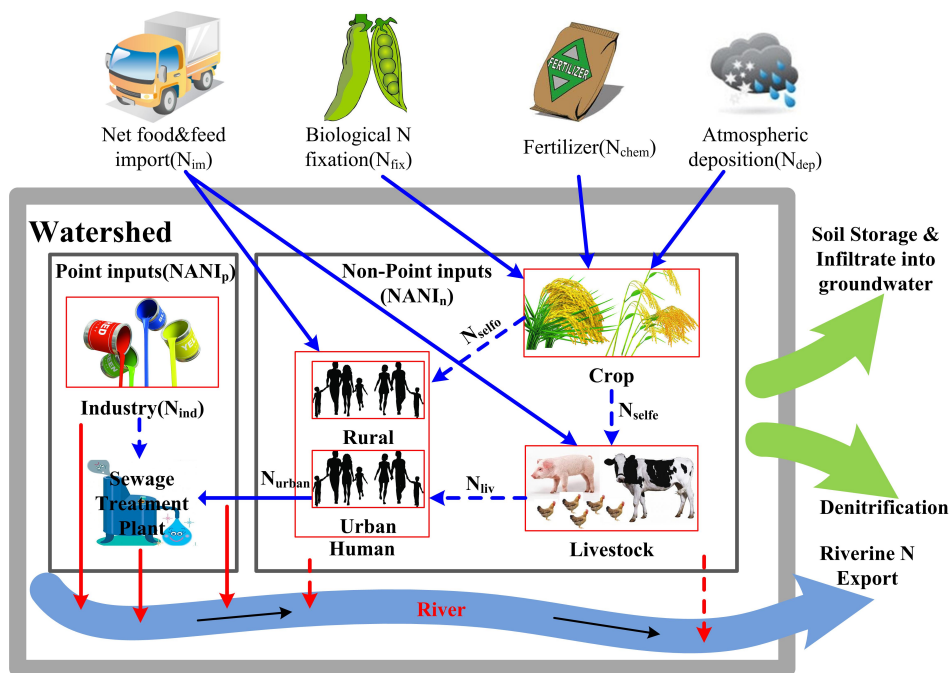 Net food&feed
import(Nim)
Biological N
fixation(Nfix)
FERTILIZER
Fertilizer(Nchem)
Atmospheric
deposition(Ndep)
Watershed
Point inputs(NANIp)
Non-Point inputs
(NANIn)
Soil Storage &
Infiltrate into
groundwater
Nselfo
Crop
Nselfe
Industry(Nind)
Rural
Sewage
Treatment
Plant
Nurban
Nliv
Urban
Human
Livestock
Denitrification
Riverine N
Export
River